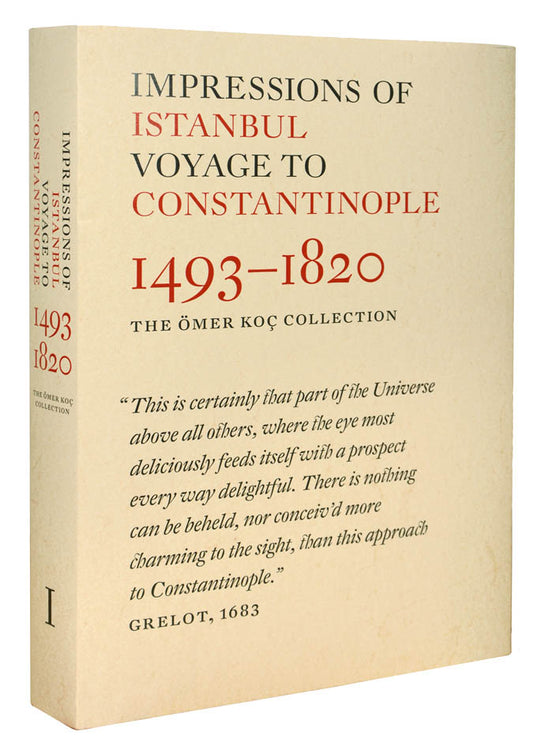 IMPRESSIONS OF
ISTANBUL
VOYAGE TO
CONSTANTINOPLE
1493–1820
THE ÖMER KOÇ COLLECTION
“This is certainly that part of the Universe
above all others, where the eye most
deliciously feeds itself with a prospect
every way delightful. There is nothing
can be beheld, nor conceiv’d more
charming to the sight, than this approach
to Constantinople.”
GRELOT, 1683
IMPRESSIONS OF
ISTANBUL
VOYAGE TO
CONSTANTINOPLE
1493
1820
THE ÖMER KOÇ
COLLECTION
I